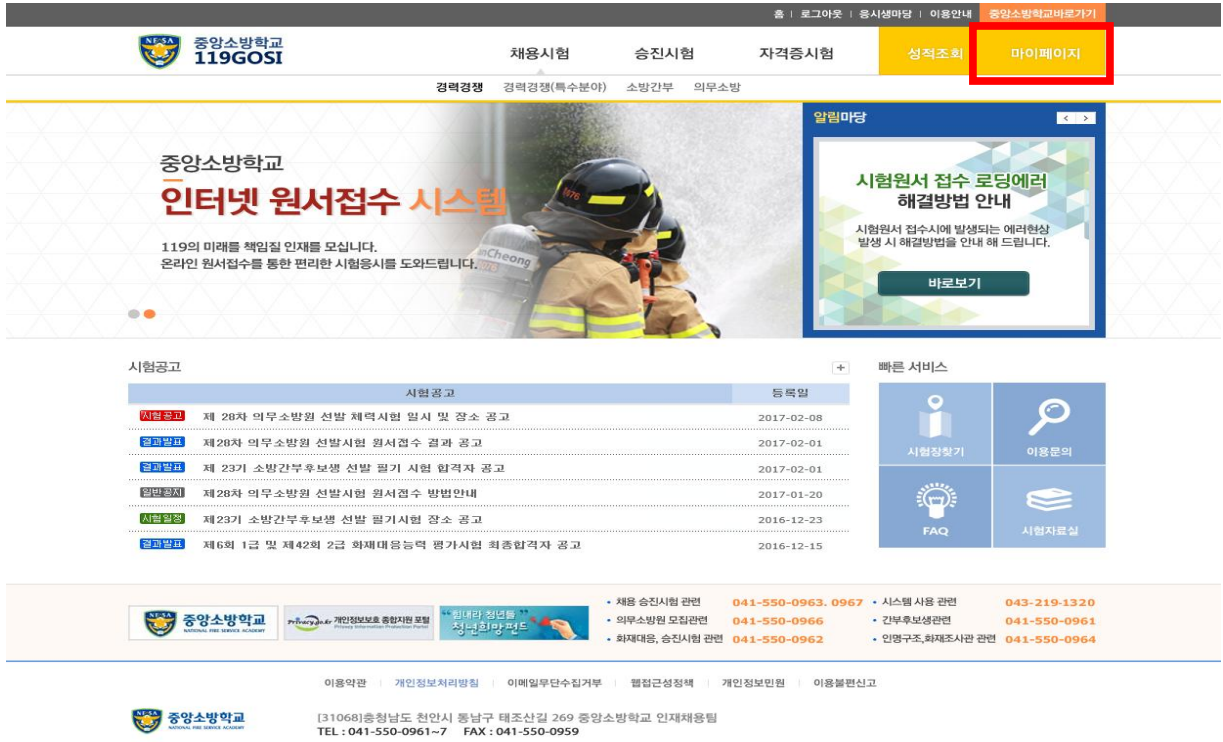 홈 | 로그아웃 | 응시생마당 | 이용안내 중앙소방학교바로가기
NFSA 중앙소방학교
119GOSI
채용시험 승진시험 자격증시험 성적조회 마이페이지
경력경쟁 경력경쟁(특수분야) 소방간부 의무소방
중앙소방학교
인터넷 원서접수 시스템
119의 미래를 책임질 인재를 모십니다.
온라인 원서접수를 통한 편리한 시험응시를 도와드립니다.
알림마당 < >
시험원서 접수 로딩에러
해결방법 안내
시험원서 접수시에 발생되는 에러현상
발생 시 해결방법을 안내 해 드립니다.
바로보기
시험공고 +
시험공고 등록일
시험공고 제 28차 의무소방원 선발 체력시험 일시 및 장소 공고 2017-02-08
결과발표 제28차 의무소방원 선발시험 원서접수 결과 공고 2017-02-01
결과발표 제 23기 소방간부후보생 선발 필기 시험 합격자 공고 2017-02-01
일반공지 제28차 의무소방원 선발시험 원서접수 방법안내 2017-01-20
시험일정 제23기 소방간부후보생 선발 필기시험 장소 공고 2016-12-23
결과발표 제6회 1급 및 제42회 2급 화재대응능력 평가시험 최종합격자 공고 2016-12-15
빠른 서비스
시험장찾기 이용문의
FAQ 시험자료실
중앙소방학교
NATIONAL FIRE SERVICE ACADEMY
Privacy.go.kr 개인정보보호 종합지원 포털
Privacy Information Protection Portal
“힘내라 청년들”
청년희망펀드
• 채용 승진시험 관련 041-550-0963. 0967
• 의무소방원 모집관련 041-550-0966
• 화재대응, 승진시험 관련 041-550-0962
• 시스템 사용 관련 043-219-1320
• 간부후보생관련 041-550-0961
• 인명구조,화재조사관 관련 041-550-0964
이용약관 | 개인정보처리방침 | 이메일무단수집거부 | 웹접근성정책 | 개인정보민원 | 이용불편신고
중앙소방학교
NATIONAL FIRE SERVICE ACADEMY
[31068]충청남도 천안시 동남구 태조산길 269 중앙소방학교 인재채용팀
TEL : 041-550-0961~7 FAX : 041-550-0959